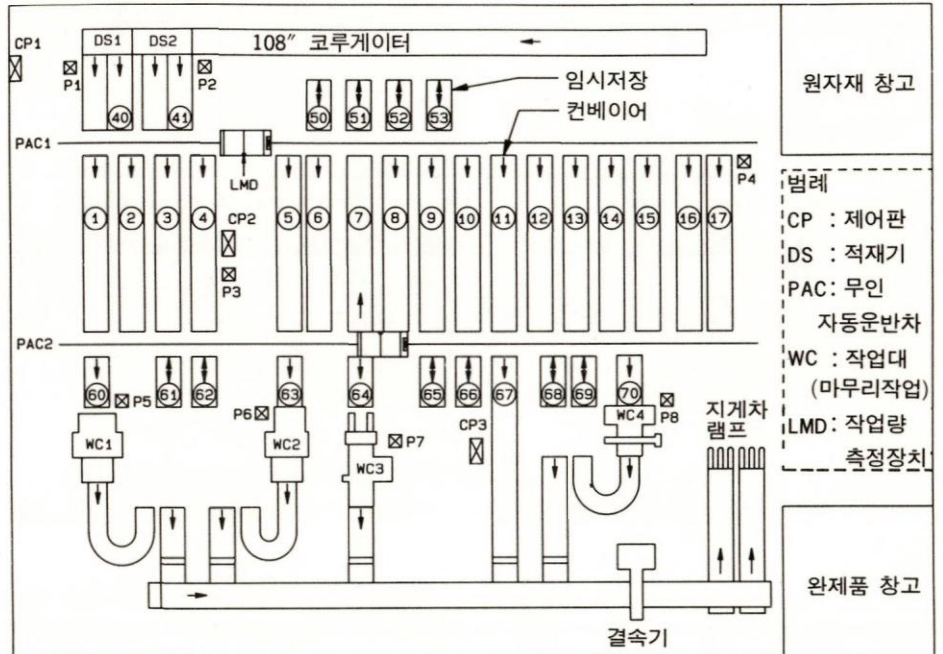 CP1
DS1 DS2 108″ 코루게이터
P1 P2
40 41 50 51 52 53
임시저장
컨베이어
원자재 창고
PAC1
LMD
P4
1 2 3 4 5 6 7 8 9 10 11 12 13 14 15 16 17
CP2
P3
범례
CP : 제어판
DS : 적재기
PAC: 무인
자동운반차
WC : 작업대
(마무리작업)
LMD: 작업량
측정장치
PAC2
60 61 62 63 64 65 66 67 68 69 70
P5 P6 P7 P8
CP3
WC1 WC2 WC3 WC4
지게차
램프
결속기
완제품 창고